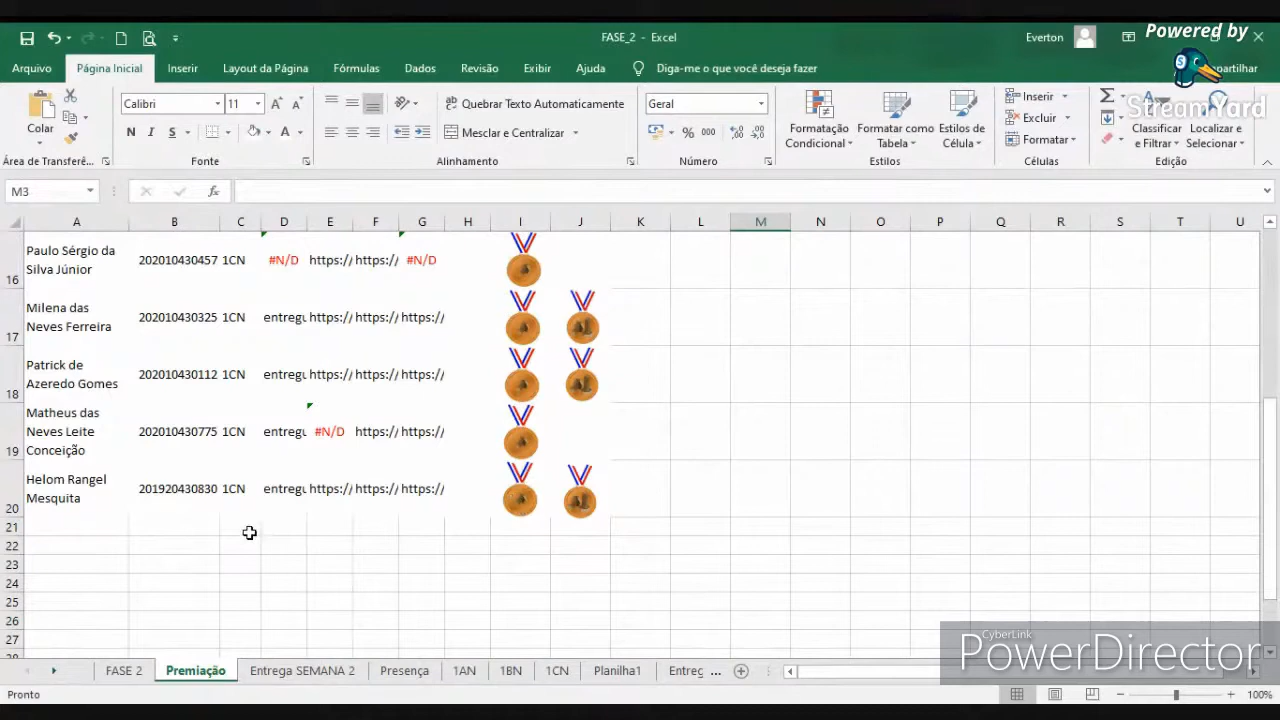 FASE_2 - Excel
Everton
Powered by
StreamYard
Arquivo Página Inicial Inserir Layout da Página Fórmulas Dados Revisão Exibir Ajuda Diga-me o que você deseja fazer
Colar
Calibri 11
Quebrar Texto Automaticamente
Geral
N I S
Mesclar e Centralizar
% 000
Formatação Condicional
Formatar como Tabela
Estilos de Célula
Inserir
Excluir
Formatar
Classificar e Filtrar
Localizar e Selecionar
Área de Transferê... Fonte Alinhamento Número Estilos Células Edição
M3 fx
A B C D E F G H I J K L M N O P Q R S T U
16 Paulo Sérgio da Silva Júnior 202010430457 1CN #N/D https:/ https:/ #N/D
17 Milena das Neves Ferreira 202010430325 1CN entregu https:/ https:/ https:/
18 Patrick de Azeredo Gomes 202010430112 1CN entregu https:/ https:/ https:/
19 Matheus das Neves Leite Conceição 202010430775 1CN entregu #N/D https:/ https:/
20 Helom Rangel Mesquita 201920430830 1CN entregu https:/ https:/ https:/
21
22
23
24
25
26
27
CyberLink
PowerDirector
FASE 2 Premiação Entrega SEMANA 2 Presença 1AN 1BN 1CN Planilha1 Entreg ...
Pronto 100%